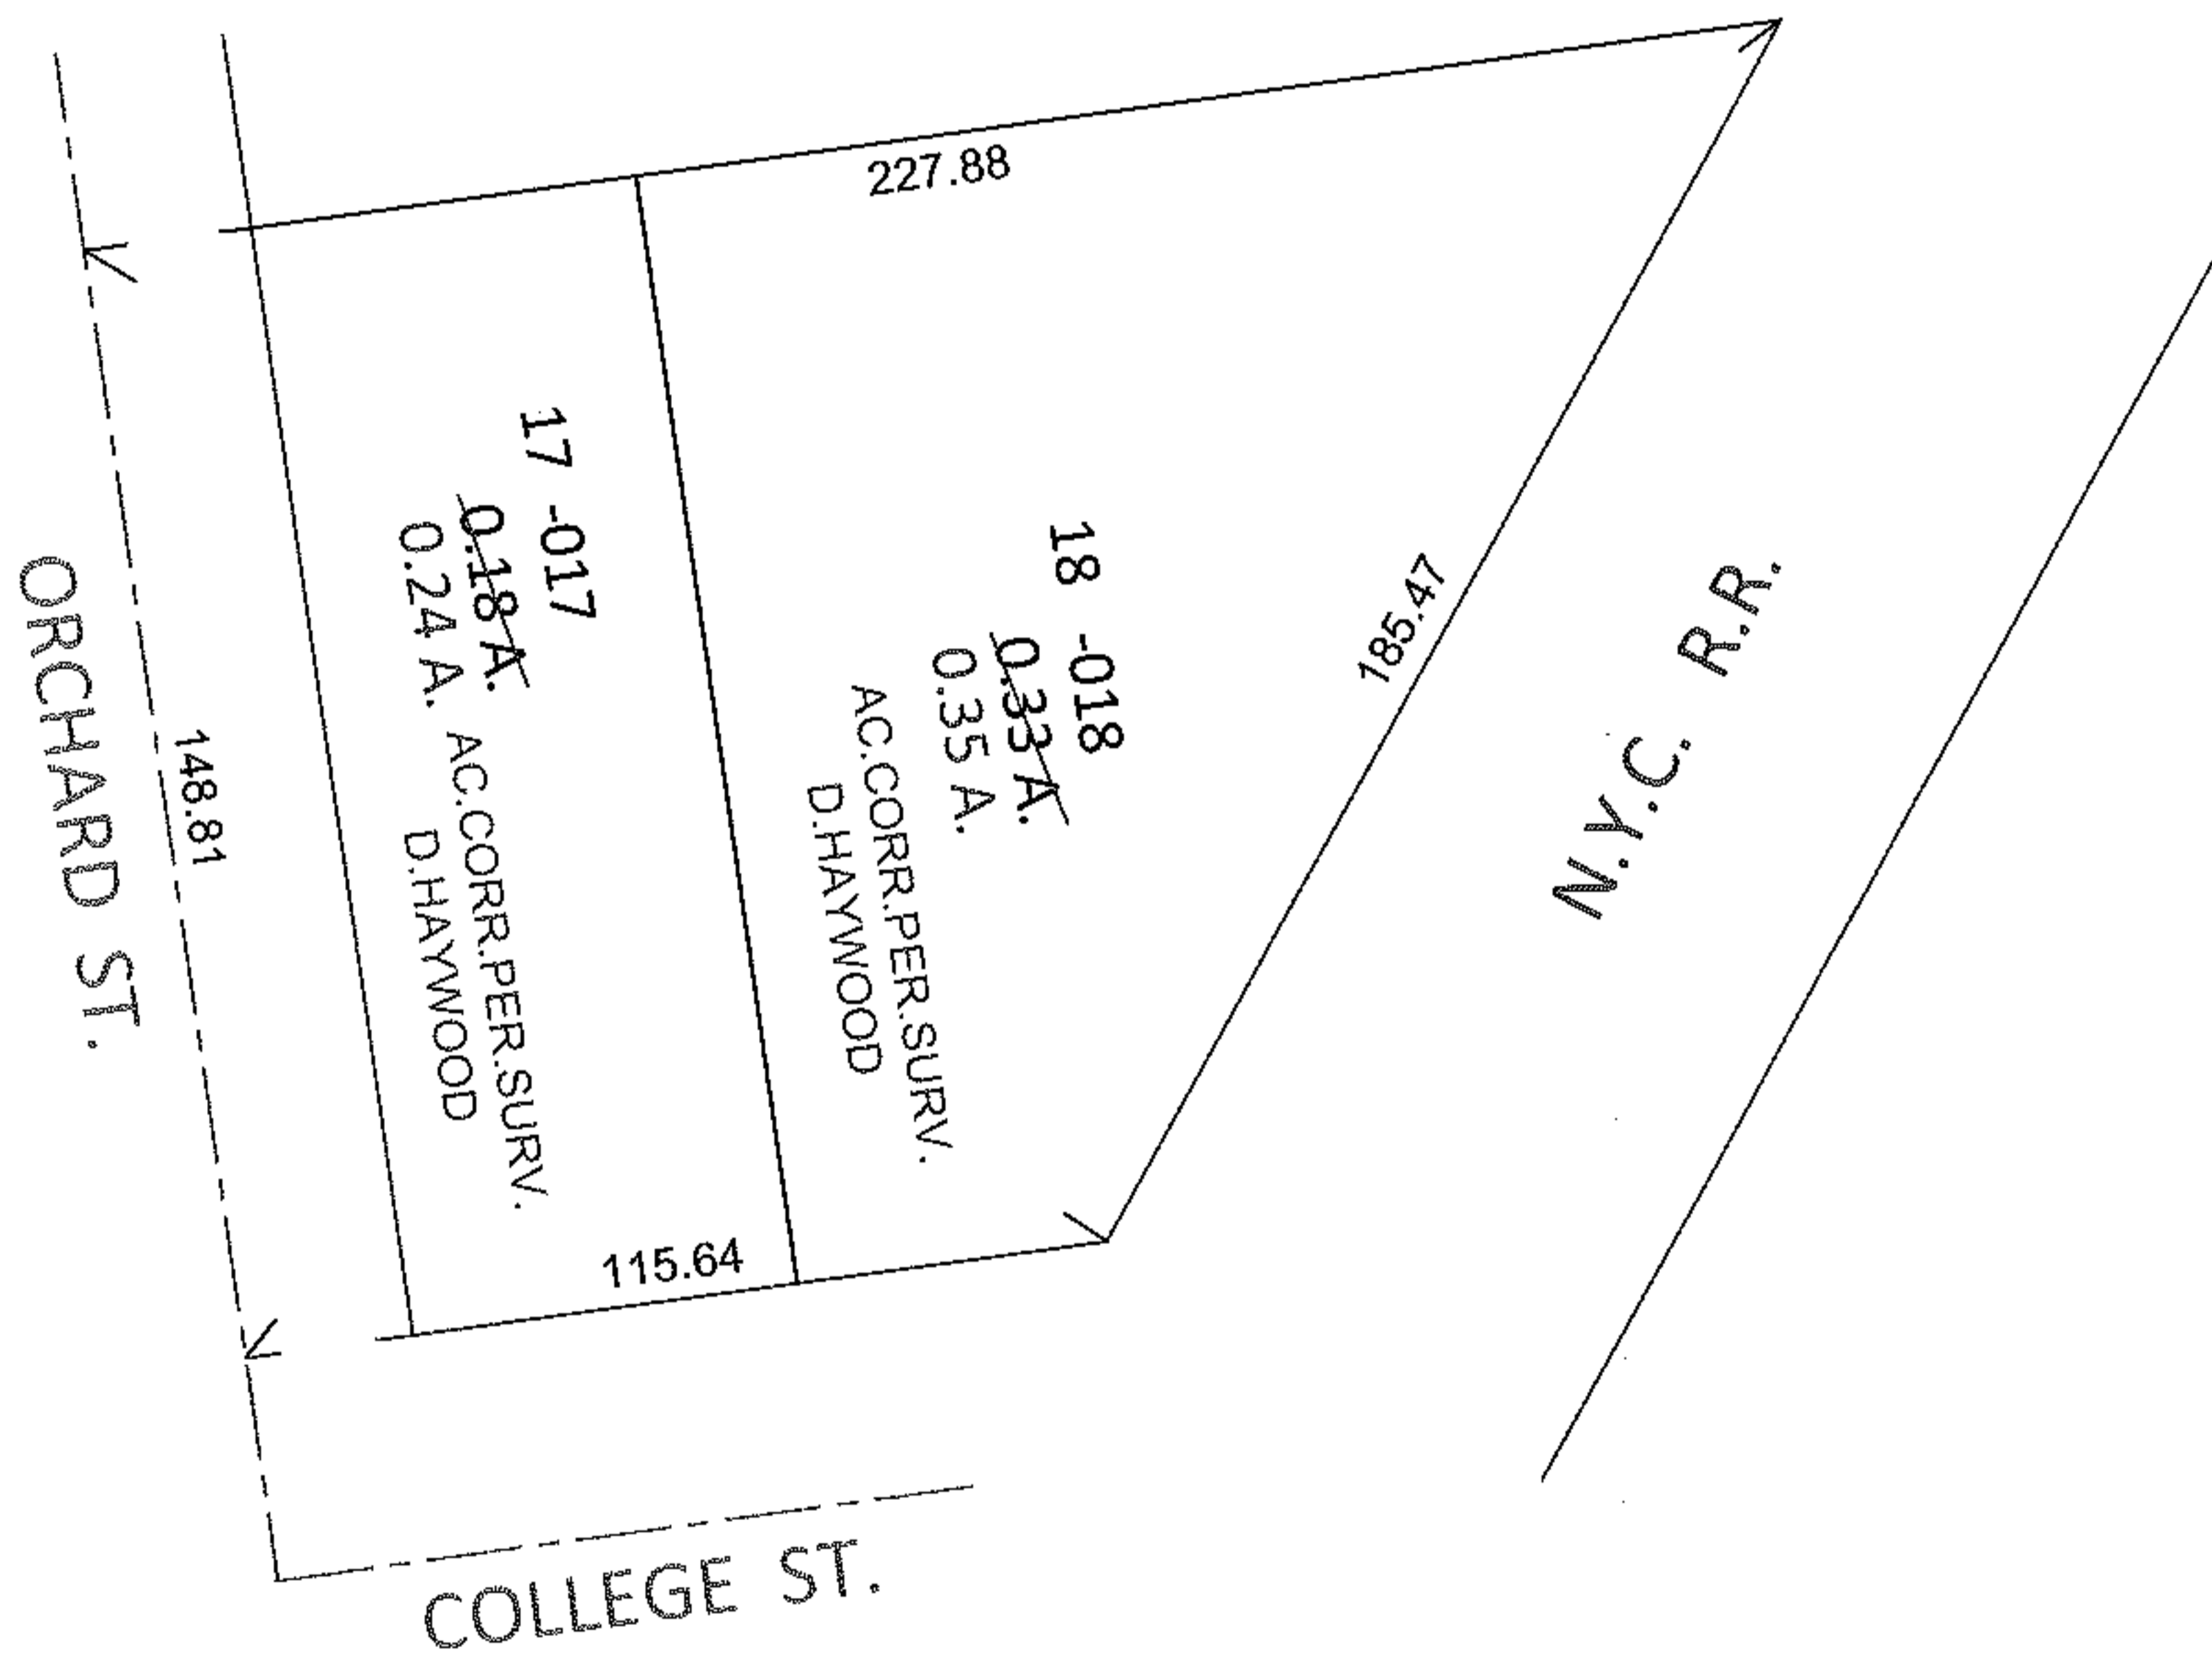 227.88
17 -017
0.18 A.
0.24 A.
AC.CORR.PER.SURV.
D.HAYWOOD
18 -018
0.33 A.
0.35 A.
AC.CORR.PER.SURV.
D.HAYWOOD
185.47
N.Y.C. R.R.
ORCHARD ST.
148.81
115.64
COLLEGE ST.